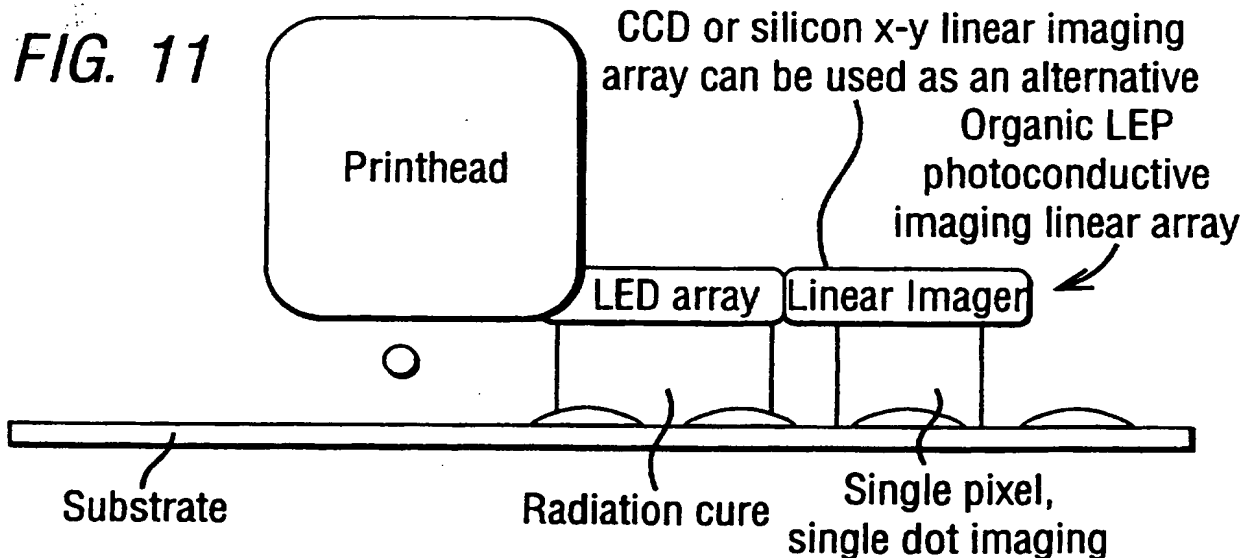 FIG. 11
CCD or silicon x-y linear imaging
array can be used as an alternative
Organic LEP
photoconductive
imaging linear array
Printhead
LED array
Linear Imager
Substrate
Radiation cure
Single pixel,
single dot imaging